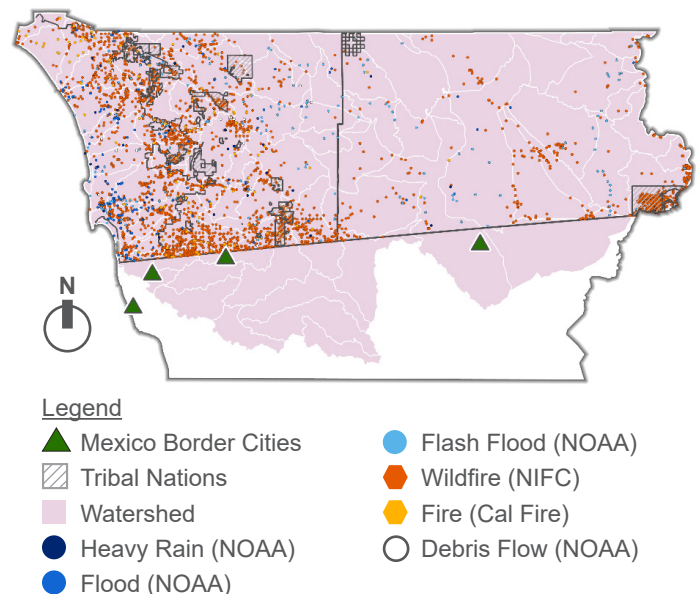 N
Legend
Mexico Border Cities
Tribal Nations
Watershed
Heavy Rain (NOAA)
Flood (NOAA)
Flash Flood (NOAA)
Wildfire (NIFC)
Fire (Cal Fire)
Debris Flow (NOAA)